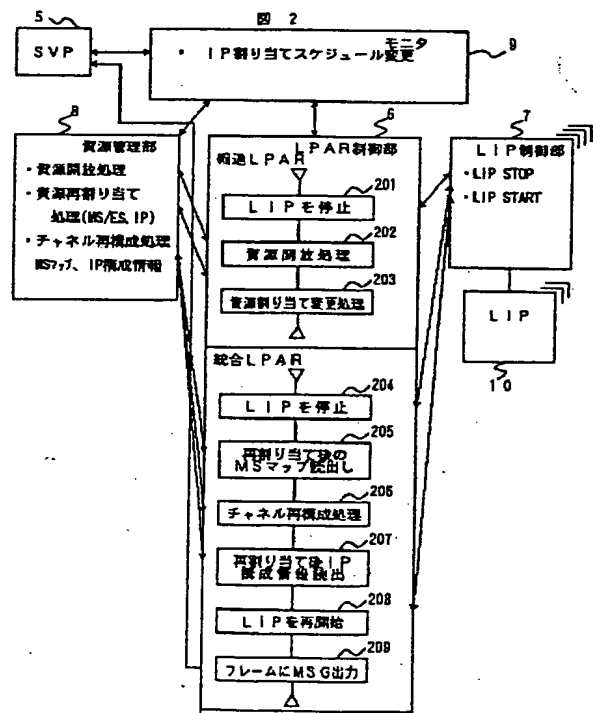 図 2
5
SVP
モニタ
・ IP割り当てスケジュール変更
9
8
資源管理部
・資源開放処理
・資源再割り当て
処理(MS/ES, IP)
・チャネル再構成処理
MSマップ、IP構成情報
6
LPAR制御部
縮退LPAR
201
LIPを停止
202
資源開放処理
203
資源割り当て変更処理
統合LPAR
204
LIPを停止
205
再割り当て後の
MSマップ読出し
206
チャネル再構成処理
207
再割り当て後IP
構成情報読出
208
LIPを再開始
209
フレームにMSG出力
7
LIP制御部
・LIP STOP
・LIP START
LIP
10